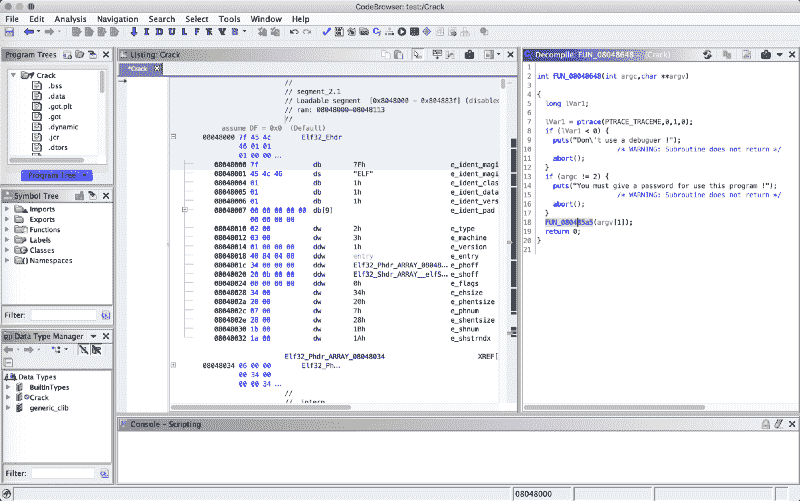 CodeBrowser: test:/Crack
File Edit Analysis Navigation Search Select Tools Window Help
I D U L F V B
Program Trees
Crack
.bss
.data
.got.plt
.got
.dynamic
.jcr
.dtors
Program Tree
Symbol Tree
Imports
Exports
Functions
Labels
Classes
Namespaces
Filter:
Data Type Manager
Data Types
BuiltInTypes
Crack
generic_clib
Filter:
Listing: Crack
*Crack
//
// segment_2.1
// Loadable segment [0x8048000 - 0x804883f] (disabled
// ram: 08048000-08048113
//
assume DF = 0x0 (Default)
08048000 7f 45 4c Elf32_Ehdr
46 01 01
01 00 00 ...
08048000 7f db 7Fh e_ident_magi
08048001 45 4c 46 ds "ELF" e_ident_magi
08048004 01 db 1h e_ident_clas
08048005 01 db 1h e_ident_data
08048006 01 db 1h e_ident_vers
08048007 00 00 00 00 00 db[9] e_ident_pad
00 00 00 00
08048010 02 00 dw 2h e_type
08048012 03 00 dw 3h e_machine
08048014 01 00 00 00 ddw 1h e_version
08048018 40 84 04 08 ddw entry e_entry
0804801c 34 00 00 00 ddw Elf32_Phdr_ARRAY_08048... e_phoff
08048020 20 0b 00 00 ddw Elf32_Shdr_ARRAY__elfS... e_shoff
08048024 00 00 00 00 ddw 0h e_flags
08048028 34 00 dw 34h e_ehsize
0804802a 20 00 dw 20h e_phentsize
0804802c 07 00 dw 7h e_phnum
0804802e 28 00 dw 28h e_shentsize
08048030 1b 00 dw 1Bh e_shnum
08048032 1a 00 dw 1Ah e_shstrndx
Elf32_Phdr_ARRAY_08048034 XREF[
08048034 06 00 00 Elf32_Ph...
00 34 00
00 00 34 ...
//
// .interp
Decompile: FUN_08048648 - (Crack)
1
2 int FUN_08048648(int argc,char **argv)
3
4 {
5 long lVar1;
6
7 lVar1 = ptrace(PTRACE_TRACEME,0,1,0);
8 if (lVar1 < 0) {
9 puts("Don\'t use a debuguer !");
10 /* WARNING: Subroutine does not return */
11 abort();
12 }
13 if (argc != 2) {
14 puts("You must give a password for use this program !");
15 /* WARNING: Subroutine does not return */
16 abort();
17 }
18 FUN_080485a5(argv[1]);
19 return 0;
20 }
21
Console - Scripting
08048000